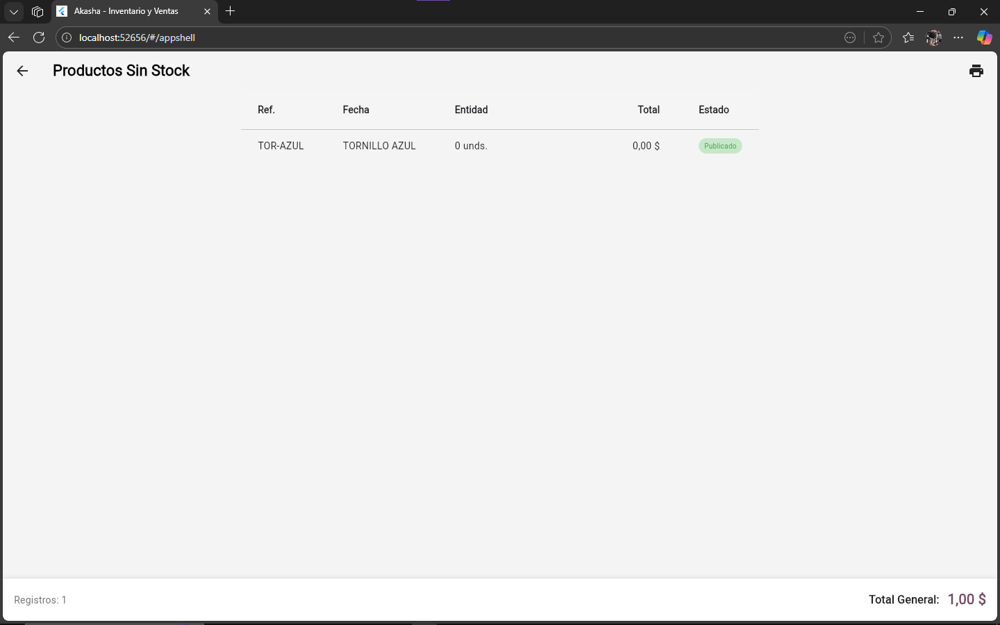 Akasha - Inventario y Ventas
localhost:52656/#/appshell
Productos Sin Stock
Ref. Fecha Entidad Total Estado
TOR-AZUL TORNILLO AZUL 0 unds. 0,00 $ Publicado
Registros: 1 Total General: 1,00 $